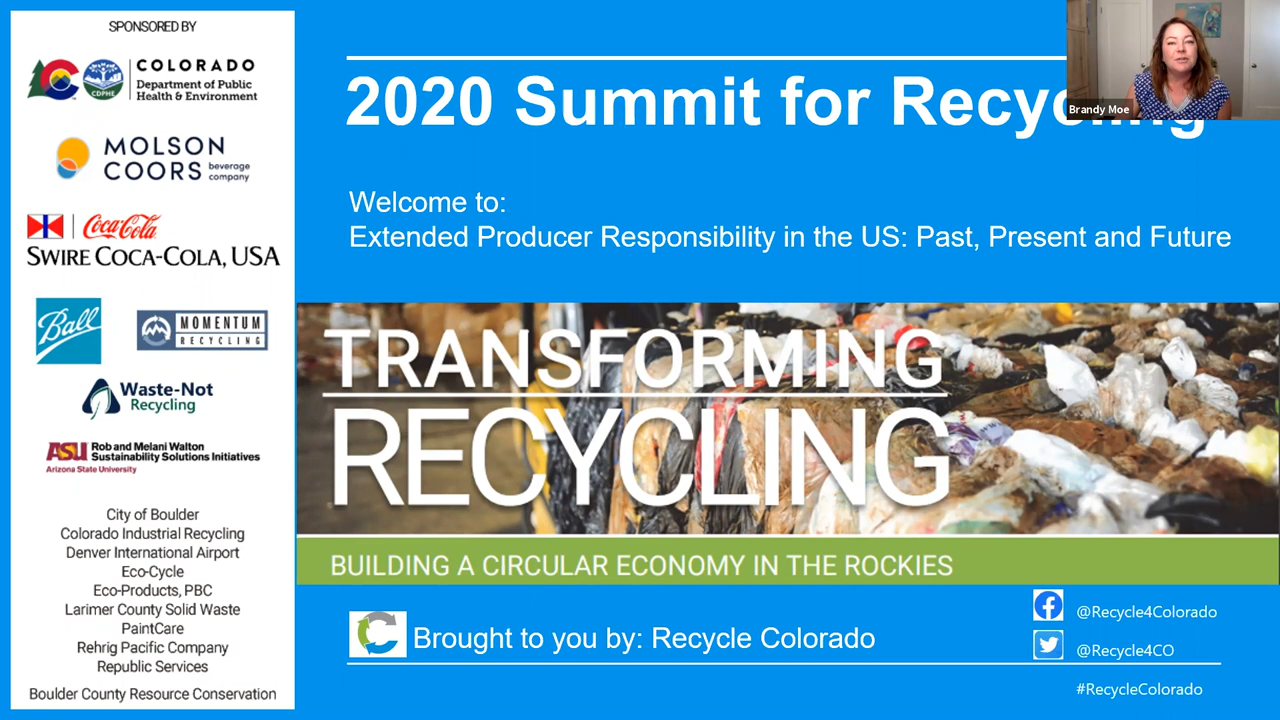 SPONSORED BY
CDPHE
COLORADO
Department of Public
Health & Environment
MOLSON
COORS beverage
company
Coca-Cola
SWIRE COCA-COLA, USA
Ball
MOMENTUM
RECYCLING
Waste-Not
Recycling
ASU Rob and Melani Walton
Sustainability Solutions Initiatives
Arizona State University
City of Boulder
Colorado Industrial Recycling
Denver International Airport
Eco-Cycle
Eco-Products, PBC
Larimer County Solid Waste
PaintCare
Rehrig Pacific Company
Republic Services
Boulder County Resource Conservation
2020 Summit for Recycling
Brandy Moe
Welcome to:
Extended Producer Responsibility in the US: Past, Present and Future
TRANSFORMING
RECYCLING
BUILDING A CIRCULAR ECONOMY IN THE ROCKIES
Brought to you by: Recycle Colorado
@Recycle4Colorado
@Recycle4CO
#RecycleColorado